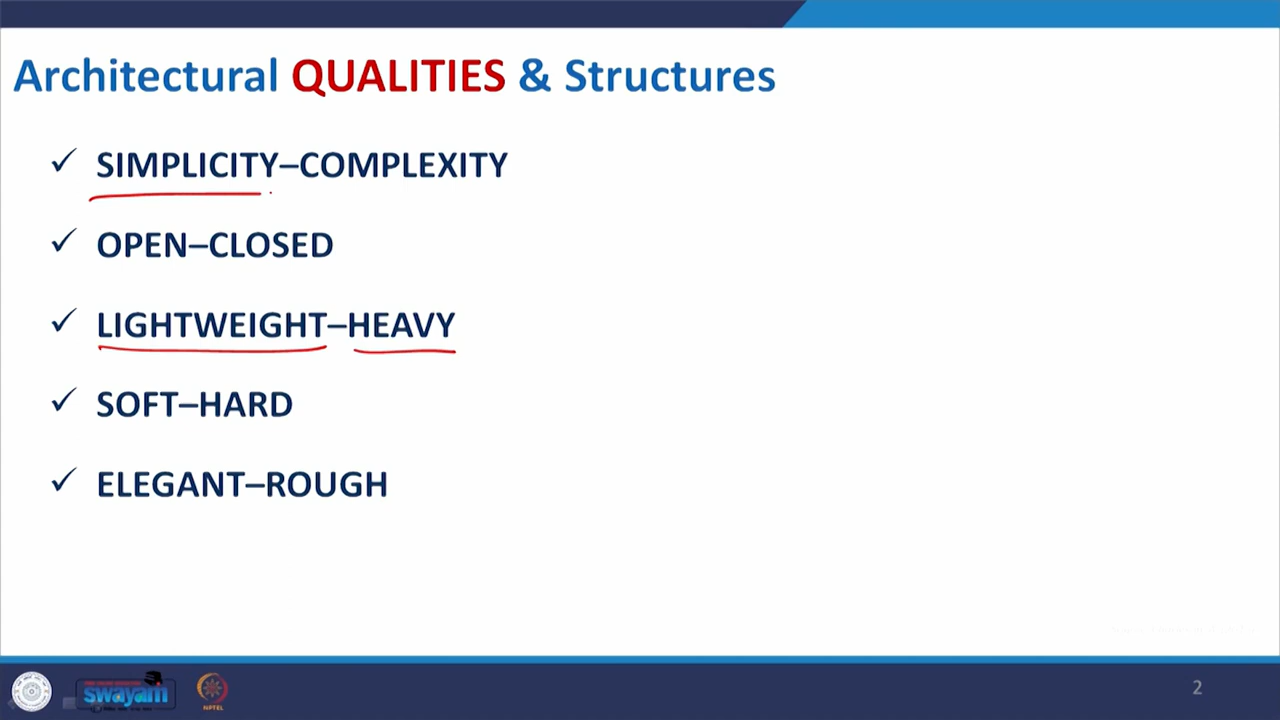 Architectural QUALITIES & Structures
✓ SIMPLICITY–COMPLEXITY
✓ OPEN–CLOSED
✓ LIGHTWEIGHT–HEAVY
✓ SOFT–HARD
✓ ELEGANT–ROUGH
swayam
NPTEL
2